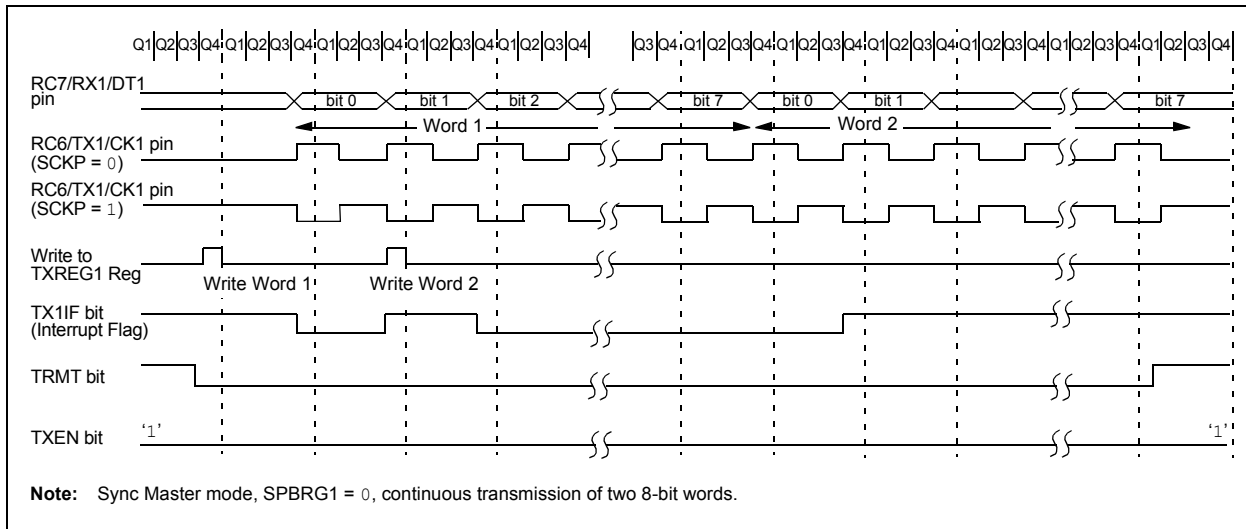 Q1 Q2 Q3 Q4 Q1 Q2 Q3 Q4 Q1 Q2 Q3 Q4 Q1 Q2 Q3 Q4 Q1 Q2 Q3 Q4 Q3 Q4 Q1 Q2 Q3 Q4 Q1 Q2 Q3 Q4 Q1 Q2 Q3 Q4 Q1 Q2 Q3 Q4 Q1 Q2 Q3 Q4 Q1 Q2 Q3 Q4
RC7/RX1/DT1
pin
bit 0 bit 1 bit 2 bit 7 bit 0 bit 1 bit 7
Word 1 Word 2
RC6/TX1/CK1 pin
(SCKP = 0)
RC6/TX1/CK1 pin
(SCKP = 1)
Write to
TXREG1 Reg
Write Word 1 Write Word 2
TX1IF bit
(Interrupt Flag)
TRMT bit
TXEN bit
‘1’ ‘1’
Note: Sync Master mode, SPBRG1 = 0, continuous transmission of two 8-bit words.